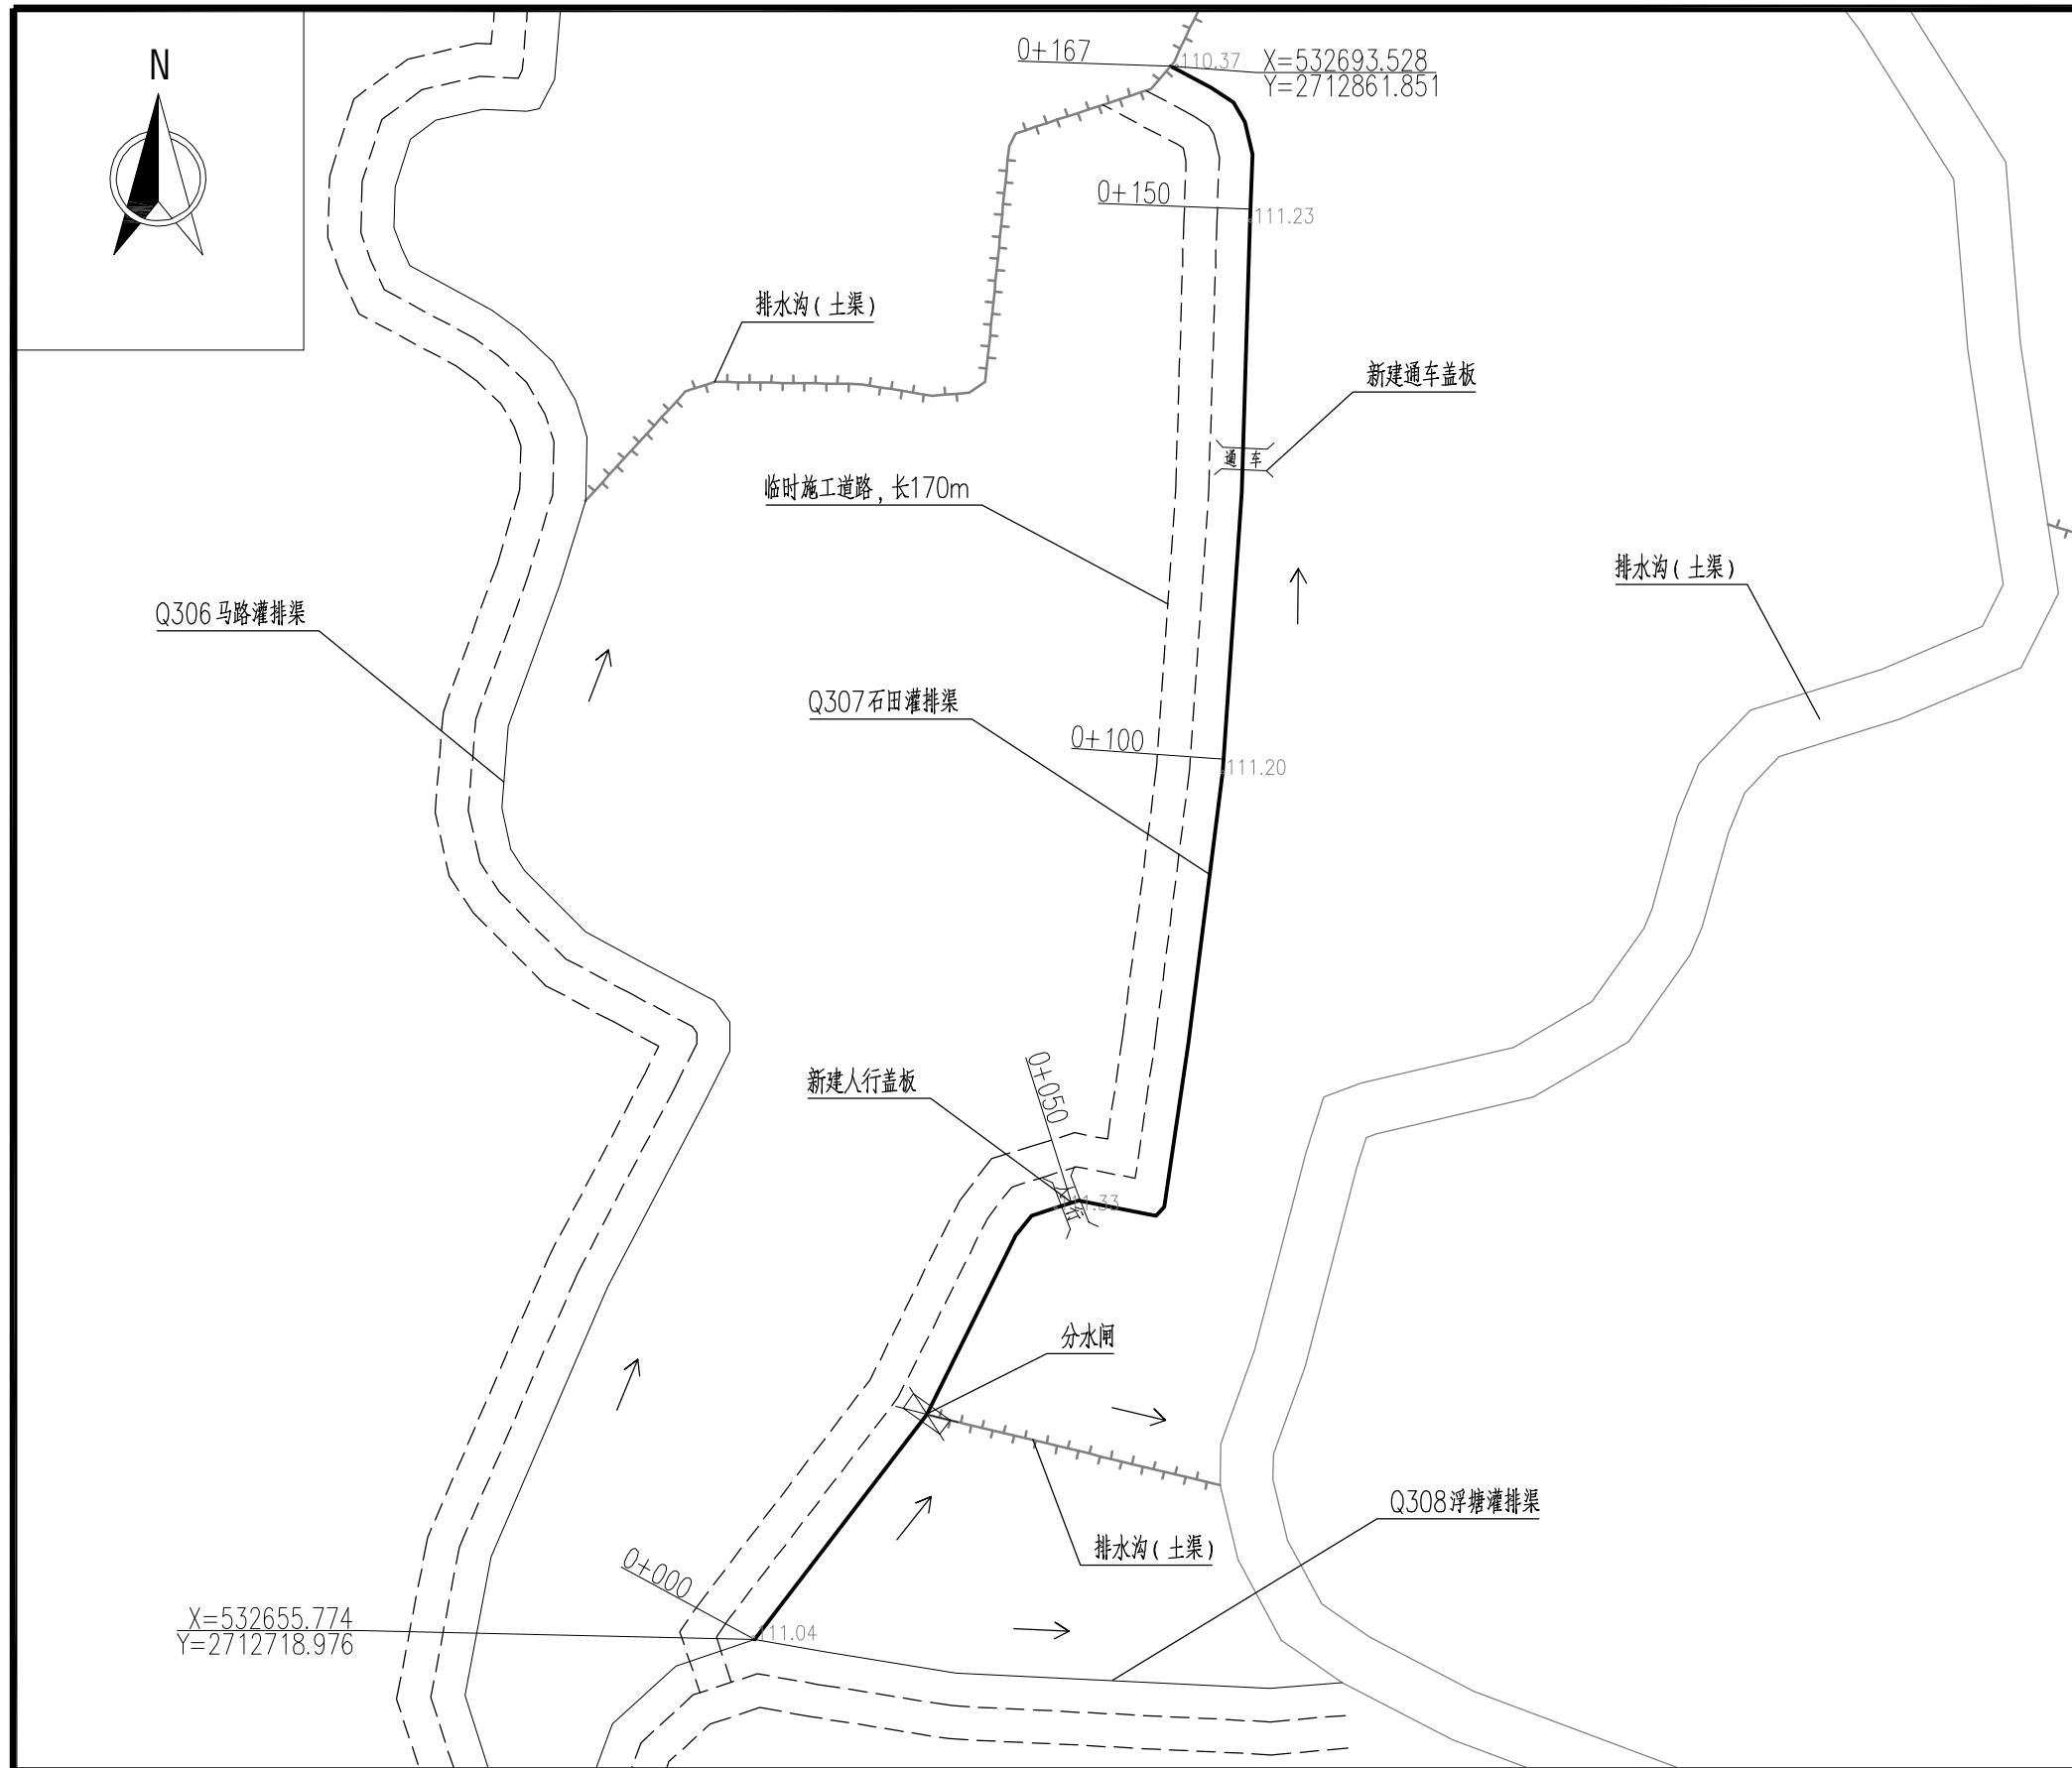 N
0+167
110.37
X=532693.528
Y=2712861.851
0+150
111.23
排水沟(土渠)
新建通车盖板
通 车
临时施工道路,长170m
排水沟(土渠)
Q306马路灌排渠
Q307石田灌排渠
0+100
111.20
0+050
新建人行盖板
人行
分水闸
Q308浮塘灌排渠
排水沟(土渠)
0+000
X=532655.774
Y=2712718.976
111.04